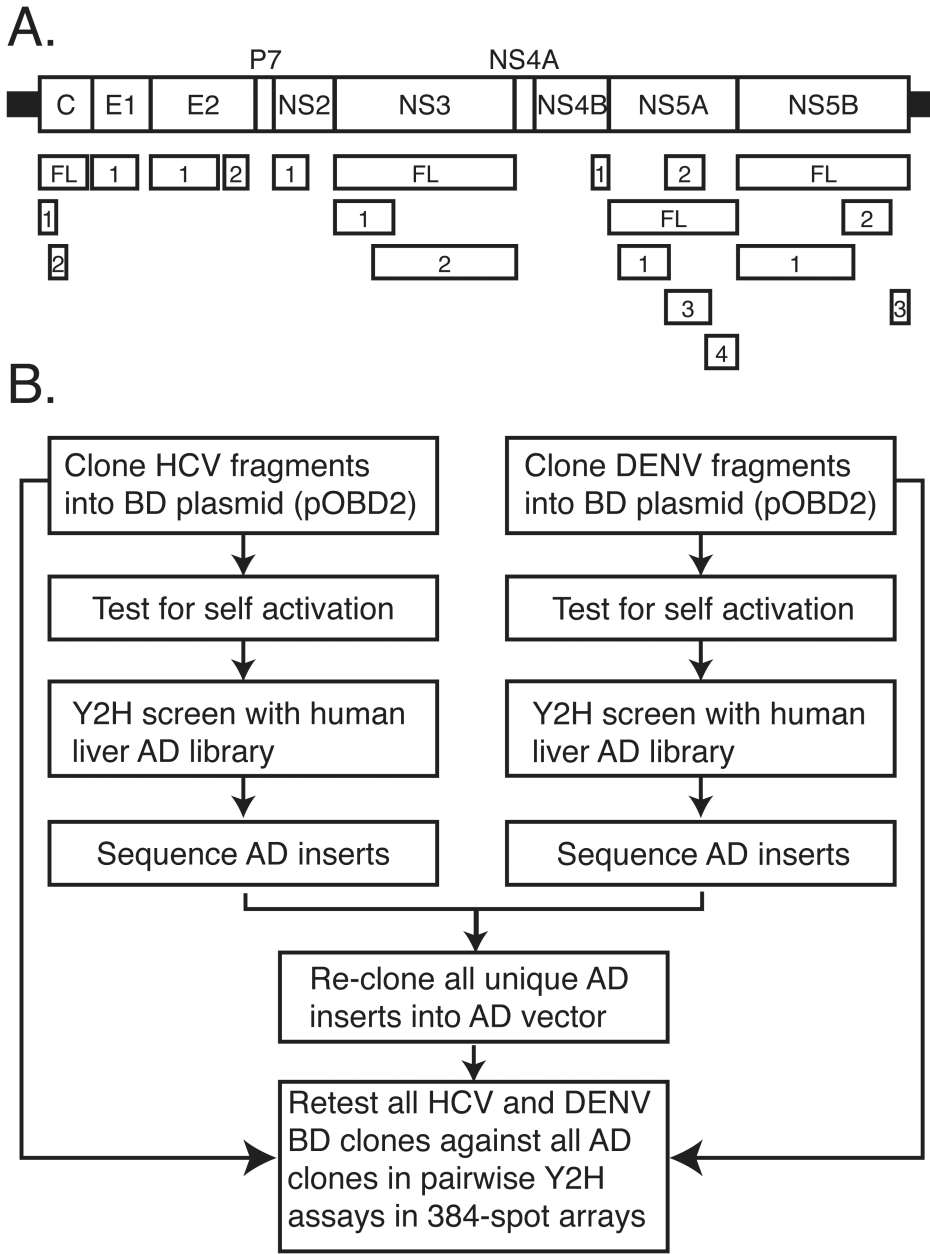 A.
P7 NS4A
C E1 E2 NS2 NS3 NS4B NS5A NS5B
FL 1 1 2 1 FL 1 2 FL
1 1 FL 2
2 2 1 1
3 3
4
B.
Clone HCV fragments
into BD plasmid (pOBD2)
Clone DENV fragments
into BD plasmid (pOBD2)
Test for self activation
Test for self activation
Y2H screen with human
liver AD library
Y2H screen with human
liver AD library
Sequence AD inserts
Sequence AD inserts
Re-clone all unique AD
inserts into AD vector
Retest all HCV and DENV
BD clones against all AD
clones in pairwise Y2H
assays in 384-spot arrays